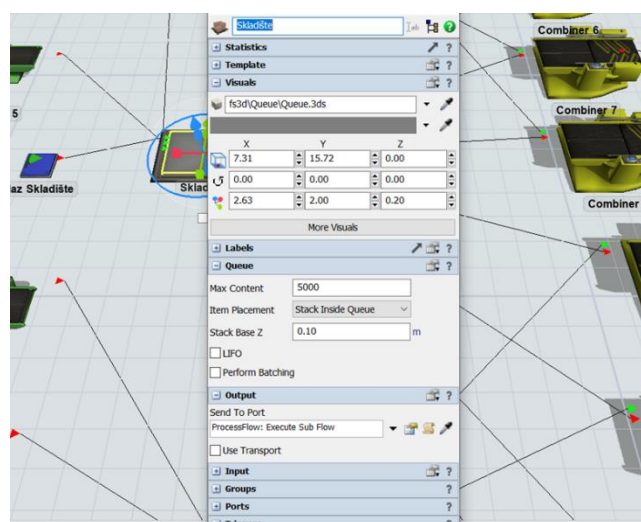 Skladište
Statistics
Template
Visuals
fs3d\Queue\Queue.3ds
X Y Z
7.31 15.72 0.00
0.00 0.00 0.00
2.63 2.00 0.20
More Visuals
Labels
Queue
Max Content 5000
Item Placement Stack Inside Queue
Stack Base Z 0.10 m
LIFO
Perform Batching
Output
Send To Port
ProcessFlow: Execute Sub Flow
Use Transport
Input
Groups
Ports
5
az Skladište
Sklad
Combiner 6
Combiner 7
Combiner